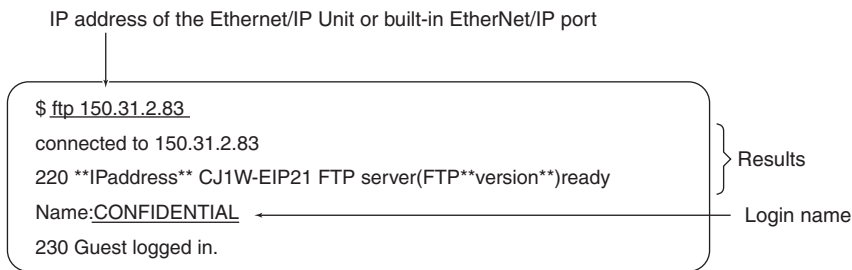 IP address of the Ethernet/IP Unit or built-in EtherNet/IP port
$ ftp 150.31.2.83
connected to 150.31.2.83
220 **IPaddress** CJ1W-EIP21 FTP server(FTP**version**)ready
Results
Name:CONFIDENTIAL
Login name
230 Guest logged in.